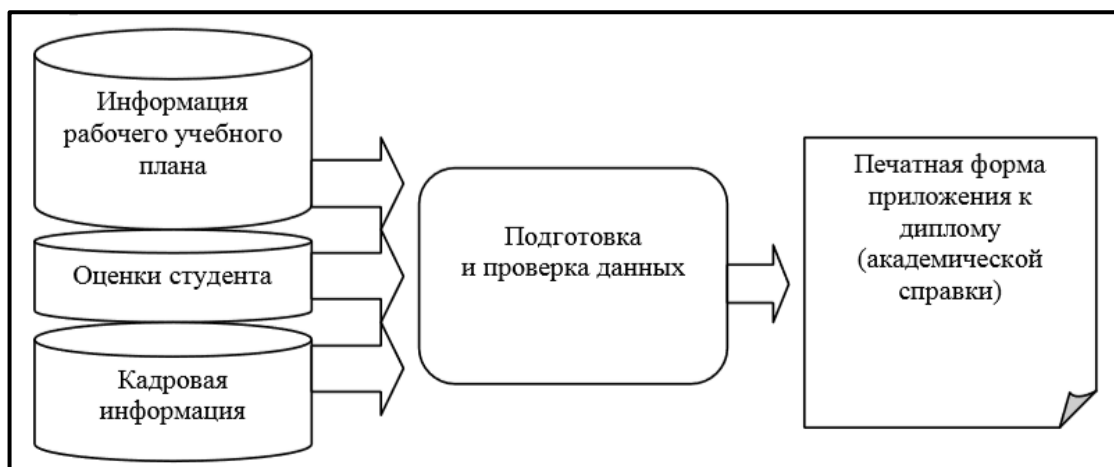 Информация
рабочего учебного
плана
Оценки студента
Кадровая
информация
Подготовка
и проверка данных
Печатная форма
приложения к
диплому
(академической
справки)